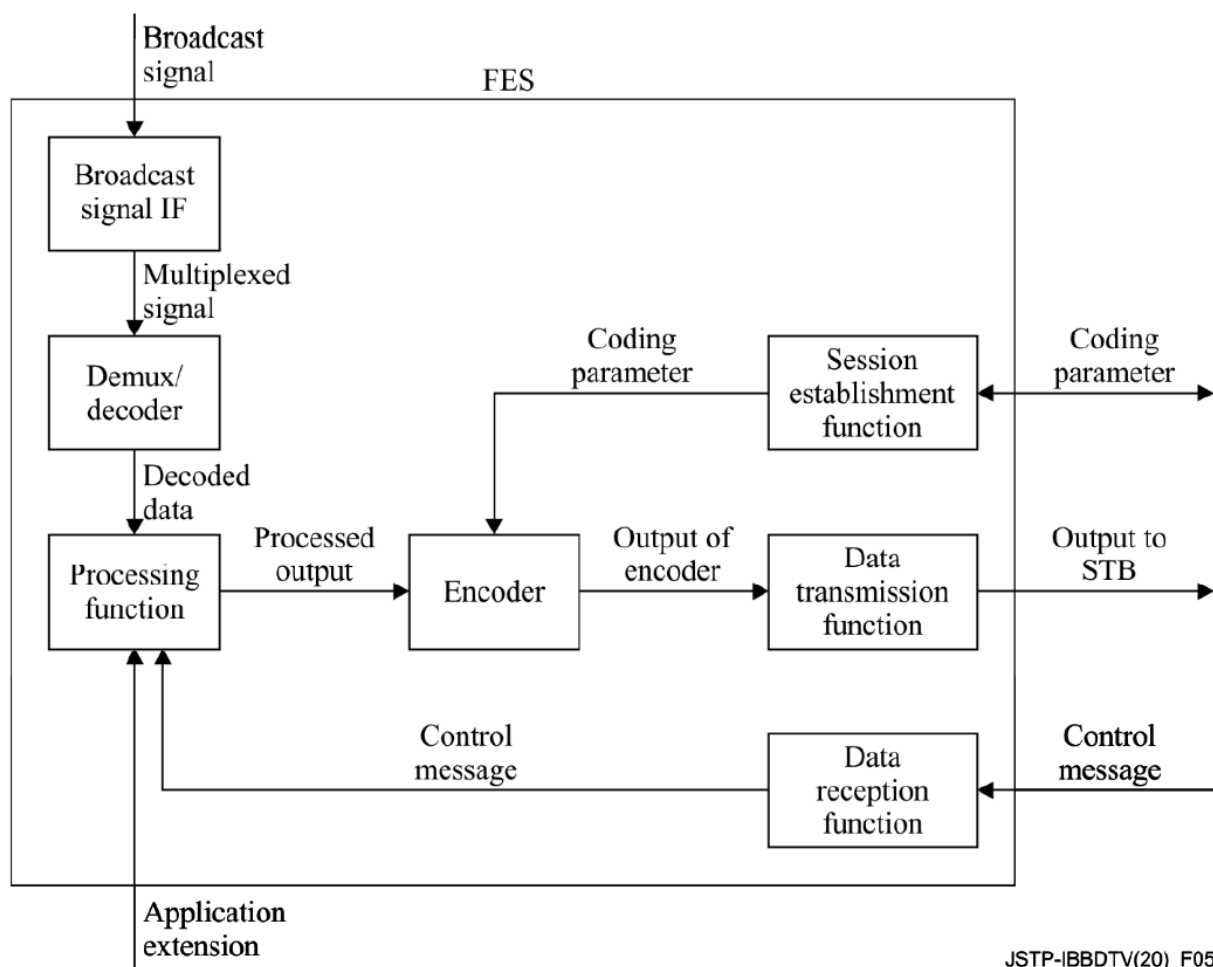 Broadcast
signal
FES
Broadcast
signal IF
Multiplexed
signal
Demux/
decoder
Coding
parameter
Session
establishment
function
Coding
parameter
Decoded
data
Processing
function
Processed
output
Encoder
Output of
encoder
Data
transmission
function
Output to
STB
Control
message
Data
reception
function
Control
message
Application
extension
JSTP-IBBDTV(20)_F05